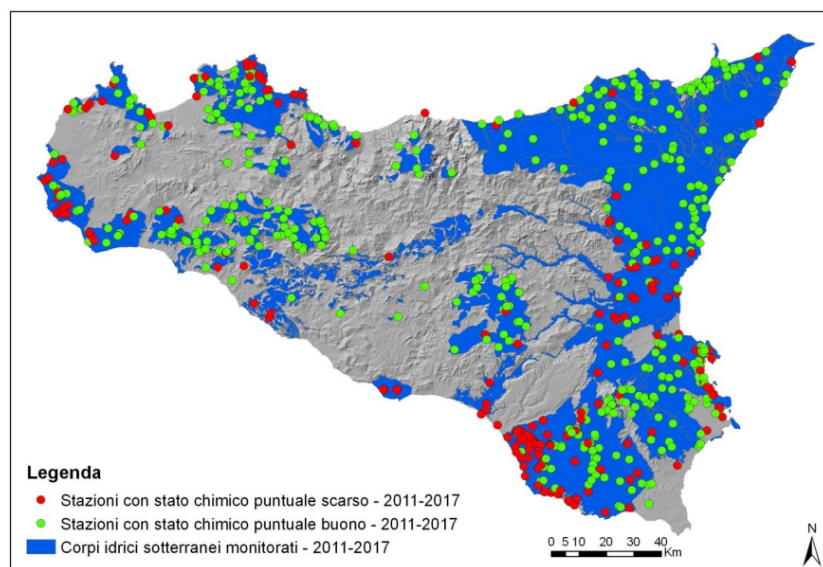 Legenda
Stazioni con stato chimico puntuale scarso - 2011-2017
Stazioni con stato chimico puntuale buono - 2011-2017
Corpi idrici sotterranei monitorati - 2011-2017
0 5 10 20 30 40
Km
N